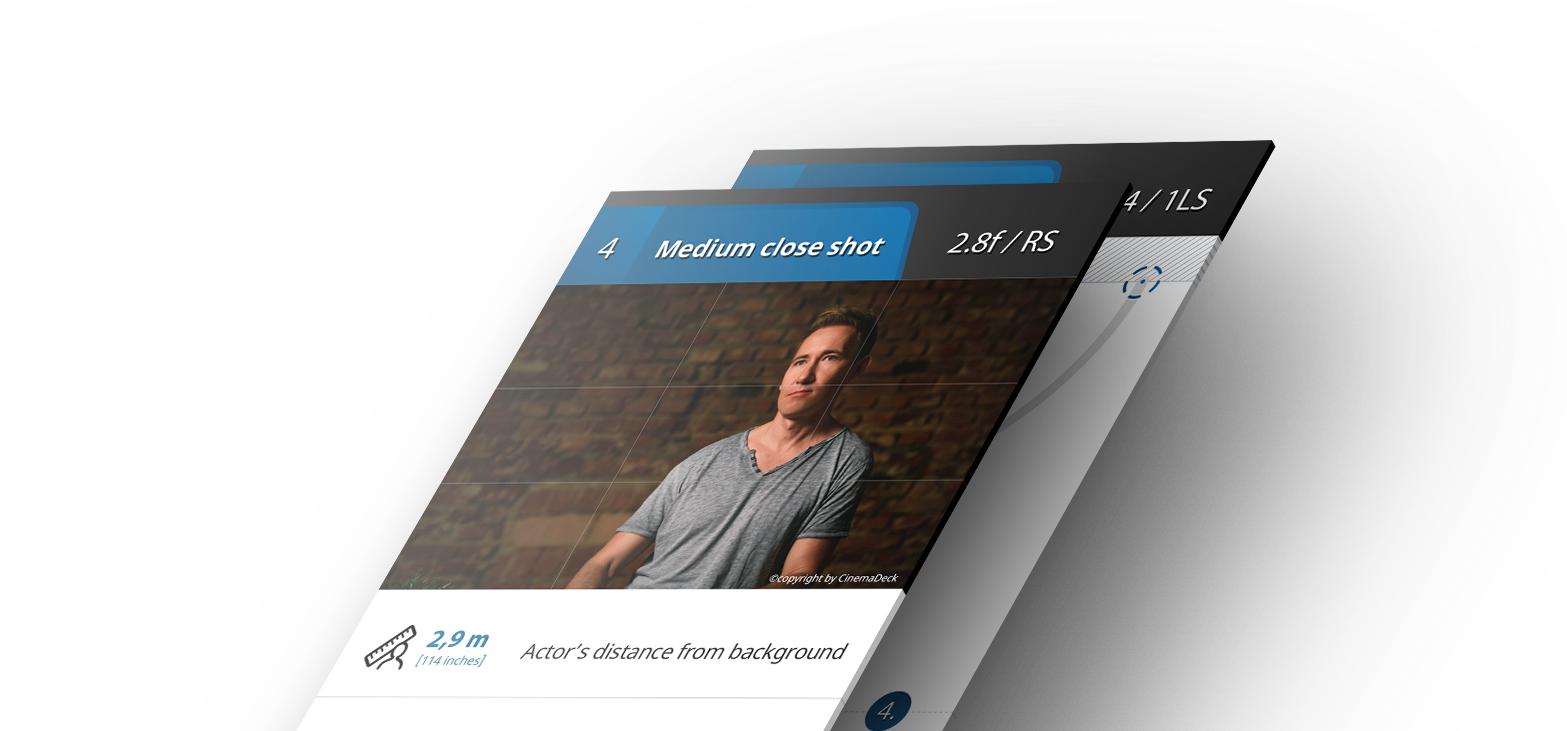 4 / 1LS
4 Medium close shot 2.8f / RS
©copyright by CinemaDeck
2,9 m
[114 inches]
Actor's distance from background
4.